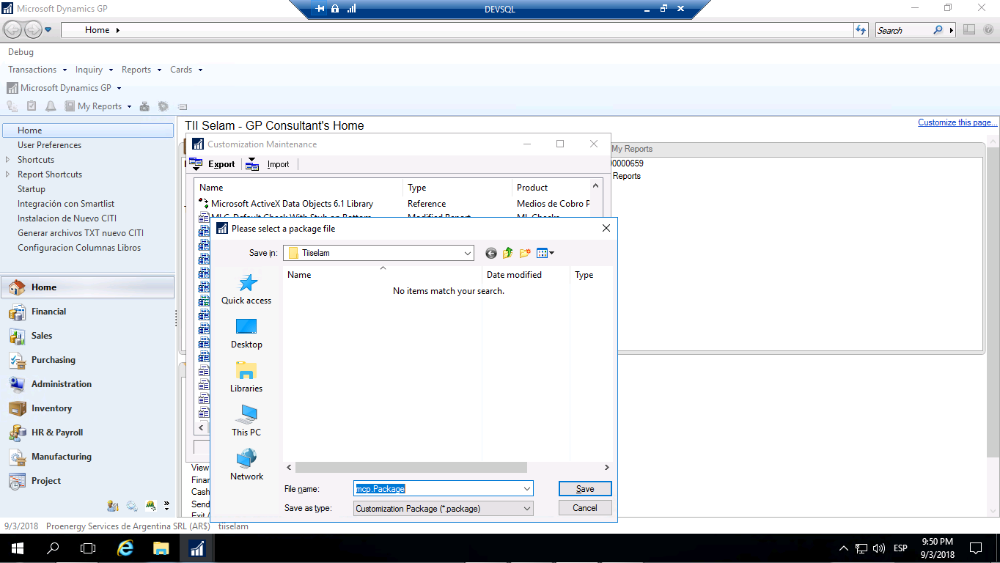 Microsoft Dynamics GP
DEVSQL
Home
Search
Debug
Transactions Inquiry Reports Cards
Microsoft Dynamics GP
My Reports
Home
User Preferences
Shortcuts
Report Shortcuts
Startup
Integración con Smartlist
Instalacion de Nuevo CITI
Generar archivos TXT nuevo CITI
Configuracion Columnas Libros
Home
Financial
Sales
Purchasing
Administration
Inventory
HR & Payroll
Manufacturing
Project
TII Selam - GP Consultant's Home
Customize this page...
Customization Maintenance
Export Import
Name Type Product
Microsoft ActiveX Data Objects 6.1 Library Reference Medios de Cobro P
MLC-Default Check With Stub on Bottom Modified Report ML Checks
My Reports
00000659
Reports
Please select a package file
Save in: Tiiselam
Name Date modified Type
No items match your search.
Quick access
Desktop
Libraries
This PC
Network
File name: mcp.Package Save
Save as type: Customization Package (*.package) Cancel
View
Finan
Cash
Send
Exit /
9/3/2018 Proenergy Services de Argentina SRL (AR$) tiiselam
ESP
9:50 PM
9/3/2018